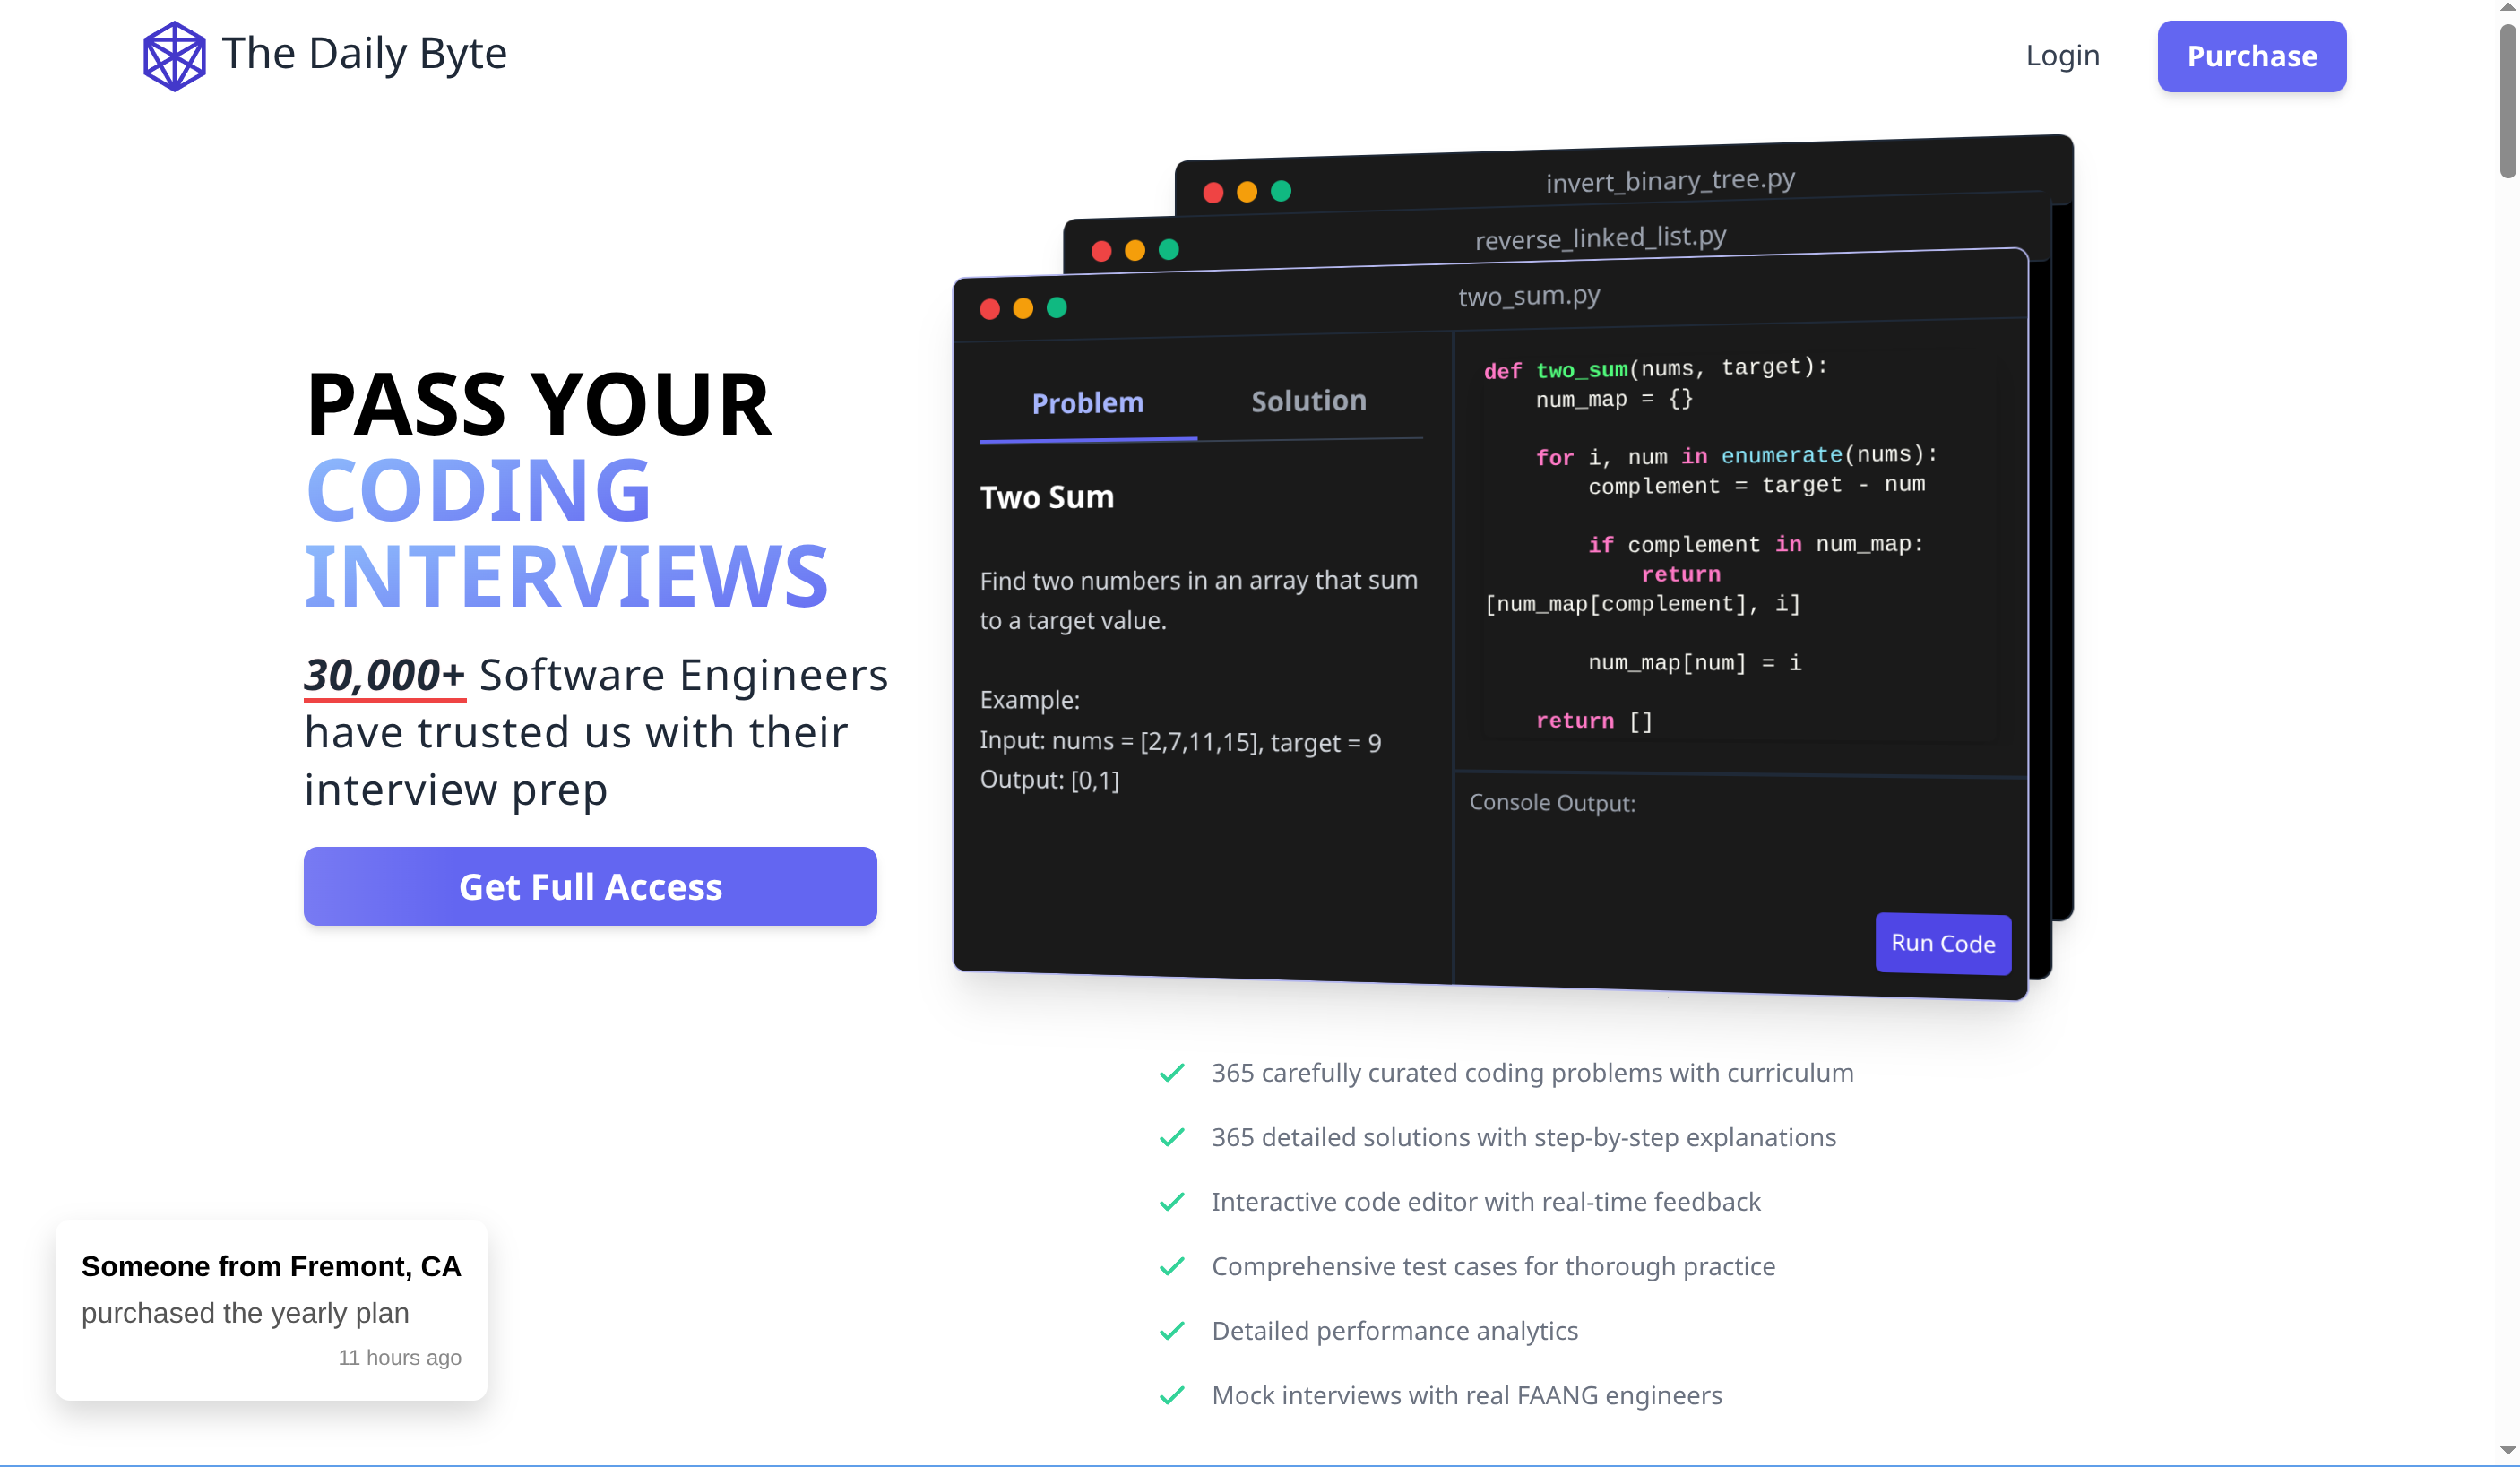 The Daily Byte
Login
Purchase
PASS YOUR
CODING
INTERVIEWS
30,000+ Software Engineers
have trusted us with their
interview prep
Get Full Access
invert_binary_tree.py
reverse_linked_list.py
two_sum.py
Problem
Solution
Two Sum
Find two numbers in an array that sum
to a target value.
Example:
Input: nums = [2,7,11,15], target = 9
Output: [0,1]
def two_sum(nums, target):
    num_map = {}
    for i, num in enumerate(nums):
        complement = target - num
        if complement in num_map:
            return
[num_map[complement], i]
        num_map[num] = i
    return []
Console Output:
Run Code
365 carefully curated coding problems with curriculum
365 detailed solutions with step-by-step explanations
Interactive code editor with real-time feedback
Comprehensive test cases for thorough practice
Detailed performance analytics
Mock interviews with real FAANG engineers
Someone from Fremont, CA
purchased the yearly plan
11 hours ago